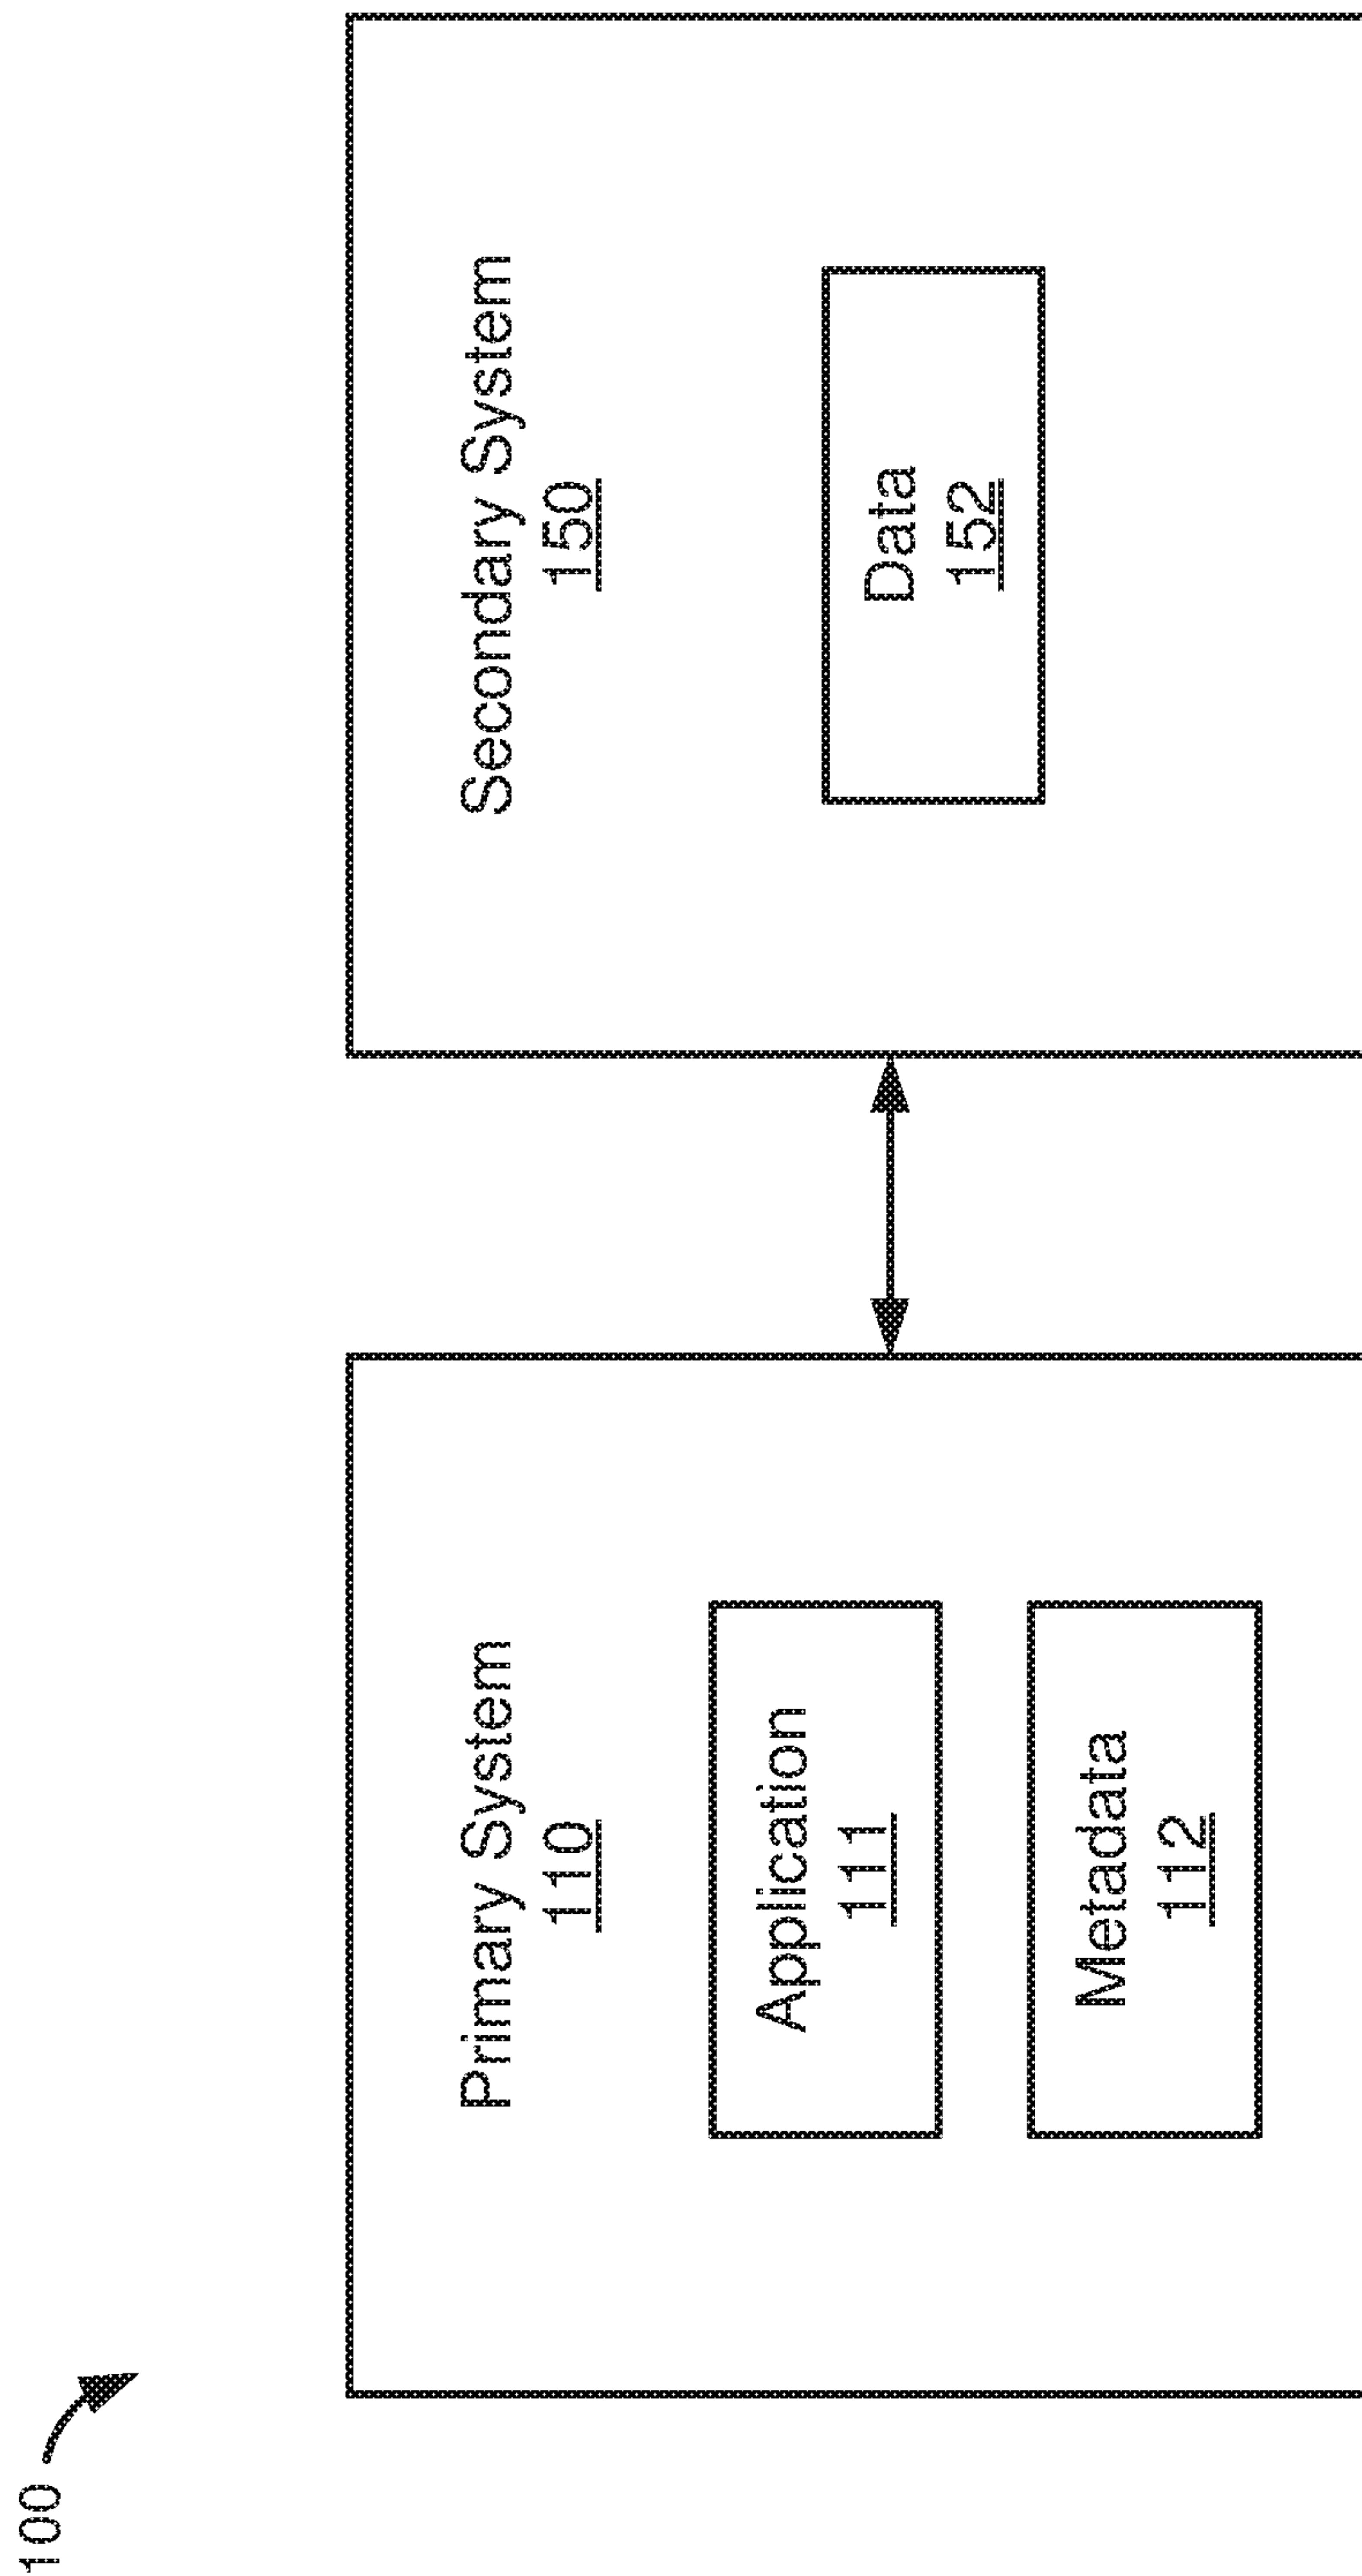 100
Primary System
110
Application
111
Metadata
112
Secondary System
150
Data
152